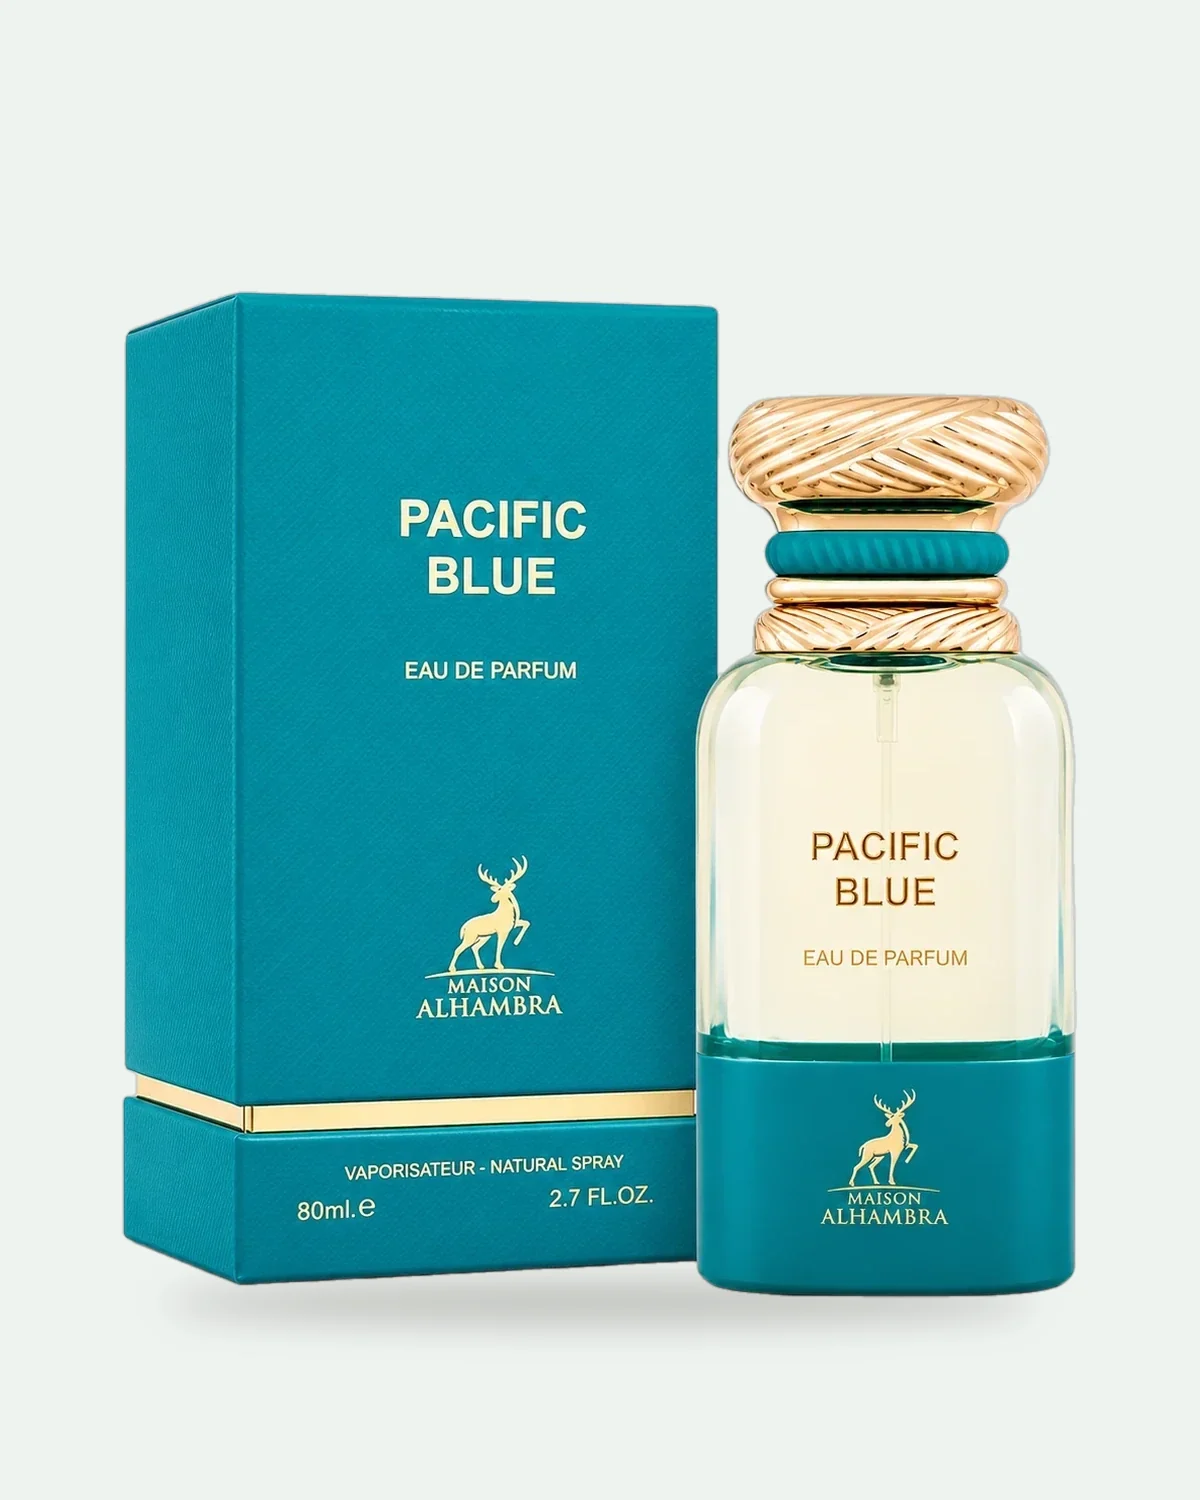 PACIFIC
BLUE
EAU DE PARFUM
MAISON
ALHAMBRA
VAPORISATEUR - NATURAL SPRAY
80ml.e
2.7 FL.OZ.
PACIFIC
BLUE
EAU DE PARFUM
MAISON
ALHAMBRA